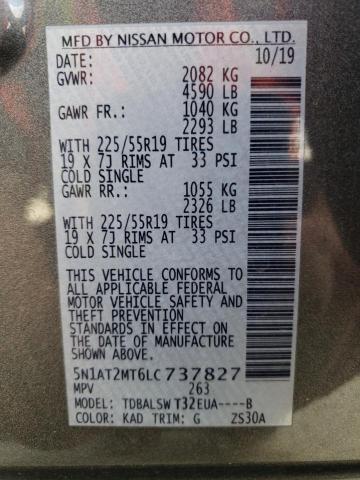 MFD BY NISSAN MOTOR CO., LTD.
DATE: 10/19
GVWR: 2082 KG
4590 LB
GAWR FR.: 1040 KG
2293 LB
WITH 225/55R19 TIRES
19 X 7J RIMS AT 33 PSI
COLD SINGLE
GAWR RR.: 1055 KG
2326 LB
WITH 225/55R19 TIRES
19 X 7J RIMS AT 33 PSI
COLD SINGLE
THIS VEHICLE CONFORMS TO
ALL APPLICABLE FEDERAL
MOTOR VEHICLE SAFETY AND
THEFT PREVENTION
STANDARDS IN EFFECT ON
THE DATE OF MANUFACTURE
SHOWN ABOVE.
5N1AT2MT6LC737827
MPV 263
MODEL: TDBALSW T32EUA----B
COLOR: KAD TRIM: G ZS30A